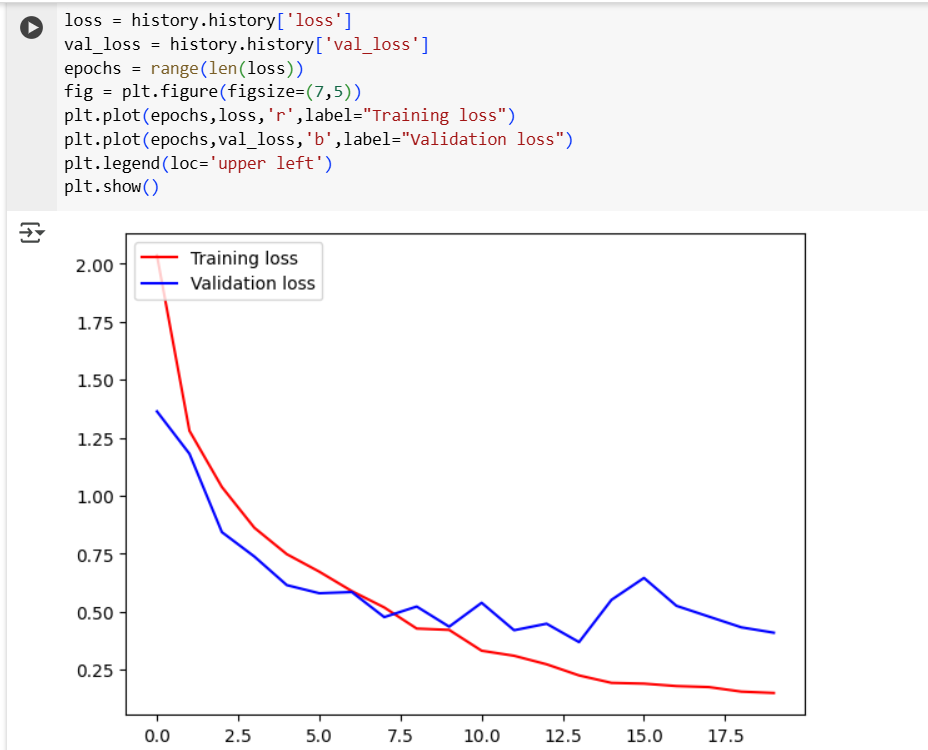 loss = history.history['loss']
val_loss = history.history['val_loss']
epochs = range(len(loss))
fig = plt.figure(figsize=(7,5))
plt.plot(epochs,loss,'r',label="Training loss")
plt.plot(epochs,val_loss,'b',label="Validation loss")
plt.legend(loc='upper left')
plt.show()
Training loss
Validation loss
2.00
1.75
1.50
1.25
1.00
0.75
0.50
0.25
0.0 2.5 5.0 7.5 10.0 12.5 15.0 17.5